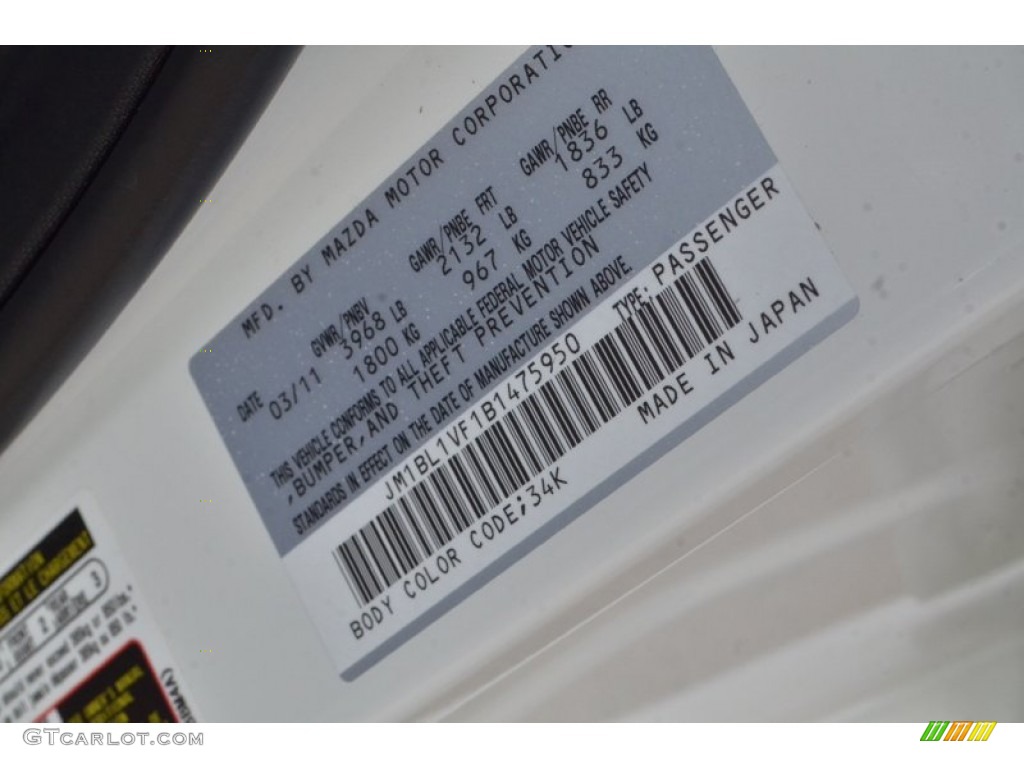 MFD. BY MAZDA MOTOR CORPORATI
DATE GVWR/PNBV GAWR/PNBE FRT GAWR/PNBE RR
03/11 3968 LB 2132 LB 1836 LB
1800 KG 967 KG 833 KG
THIS VEHICLE CONFORMS TO ALL APPLICABLE FEDERAL MOTOR VEHICLE SAFETY
,BUMPER,AND THEFT PREVENTION
STANDARDS IN EFFECT ON THE DATE OF MANUFACTURE SHOWN ABOVE.
JM1BL1VF1B1475950 TYPE: PASSENGER
BODY COLOR CODE;34K MADE IN JAPAN
GTCarLot.com